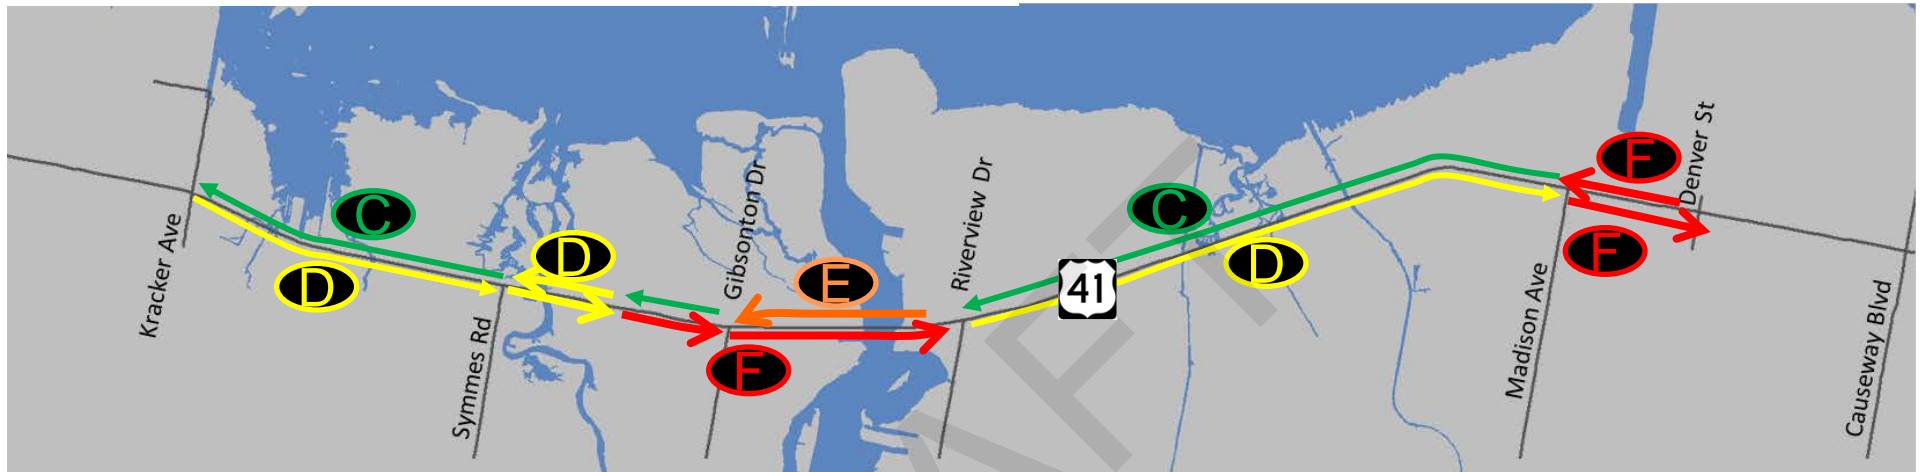 Kracker Ave
C
D
Symmes Rd
D
Gibsonton Dr
F
E
Riverview Dr
41
C
D
Madison Ave
F
F
Denver St
Causeway Blvd